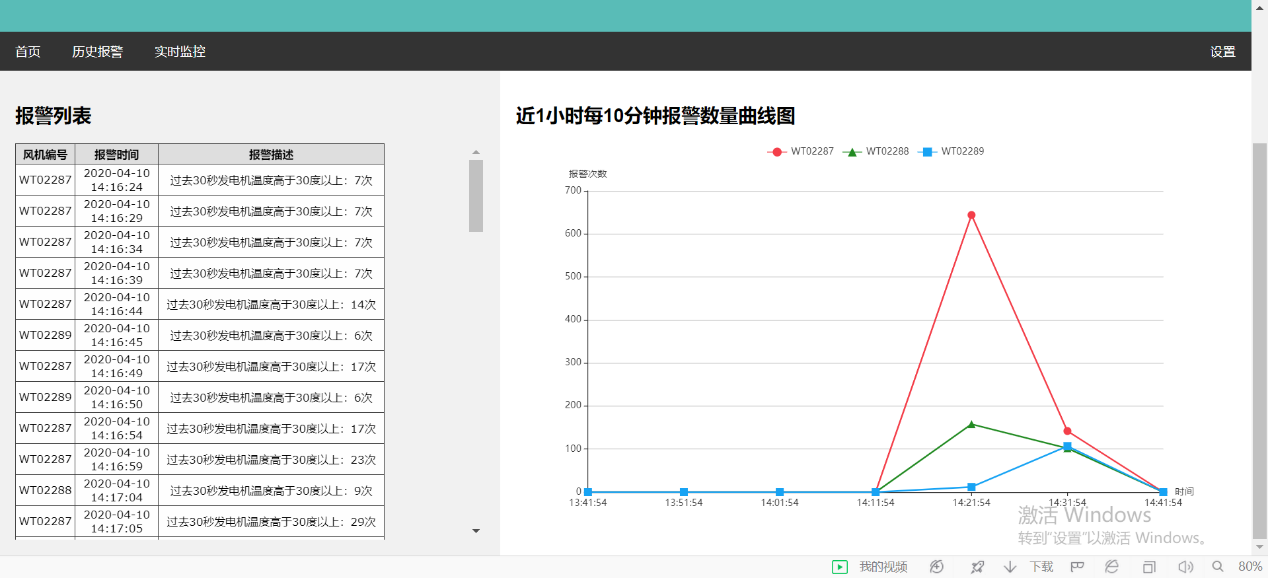 首页 历史报警 实时监控 设置
报警列表
风机编号 报警时间 报警描述
WT02287 2020-04-10 14:16:24 过去30秒发电机温度高于30度以上：7次
WT02287 2020-04-10 14:16:29 过去30秒发电机温度高于30度以上：7次
WT02287 2020-04-10 14:16:34 过去30秒发电机温度高于30度以上：7次
WT02287 2020-04-10 14:16:39 过去30秒发电机温度高于30度以上：7次
WT02287 2020-04-10 14:16:44 过去30秒发电机温度高于30度以上：14次
WT02289 2020-04-10 14:16:45 过去30秒发电机温度高于30度以上：6次
WT02287 2020-04-10 14:16:49 过去30秒发电机温度高于30度以上：17次
WT02289 2020-04-10 14:16:50 过去30秒发电机温度高于30度以上：6次
WT02287 2020-04-10 14:16:54 过去30秒发电机温度高于30度以上：17次
WT02287 2020-04-10 14:16:59 过去30秒发电机温度高于30度以上：23次
WT02288 2020-04-10 14:17:04 过去30秒发电机温度高于30度以上：9次
WT02287 2020-04-10 14:17:05 过去30秒发电机温度高于30度以上：29次
近1小时每10分钟报警数量曲线图
WT02287 WT02288 WT02289
报警次数
700
600
500
400
300
200
100
0
时间
13:41:54 13:51:54 14:01:54 14:11:54 14:21:54 14:31:54 14:41:54
激活 Windows
转到"设置"以激活 Windows。
我的视频 下载 80%